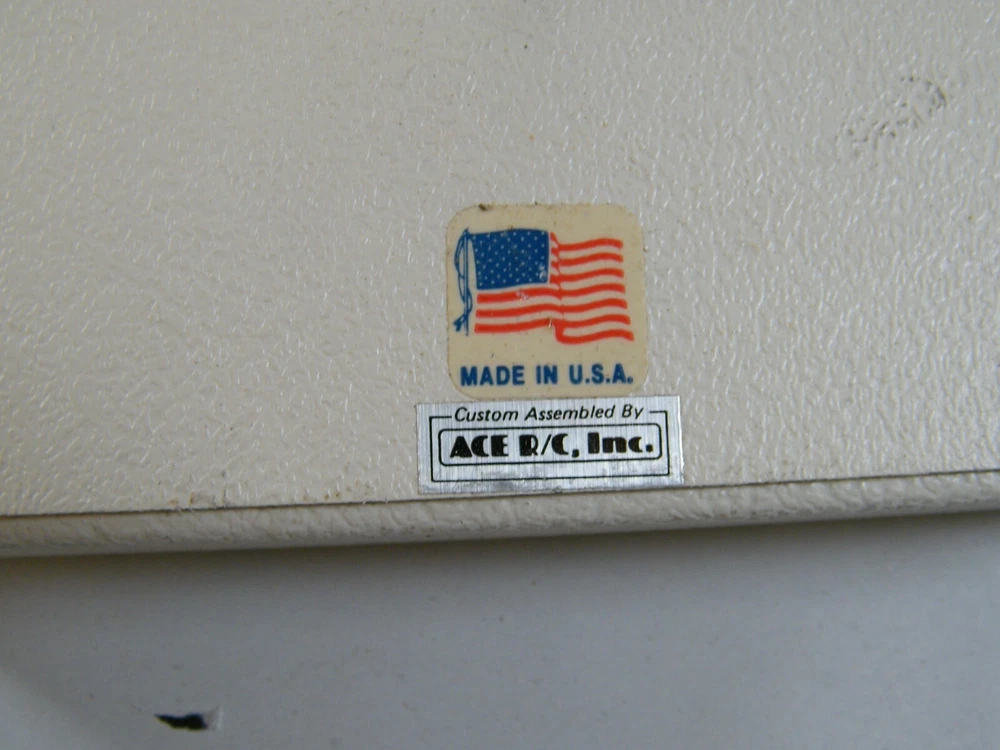 MADE IN U.S.A.
Custom Assembled By
ACE R/C, Inc.